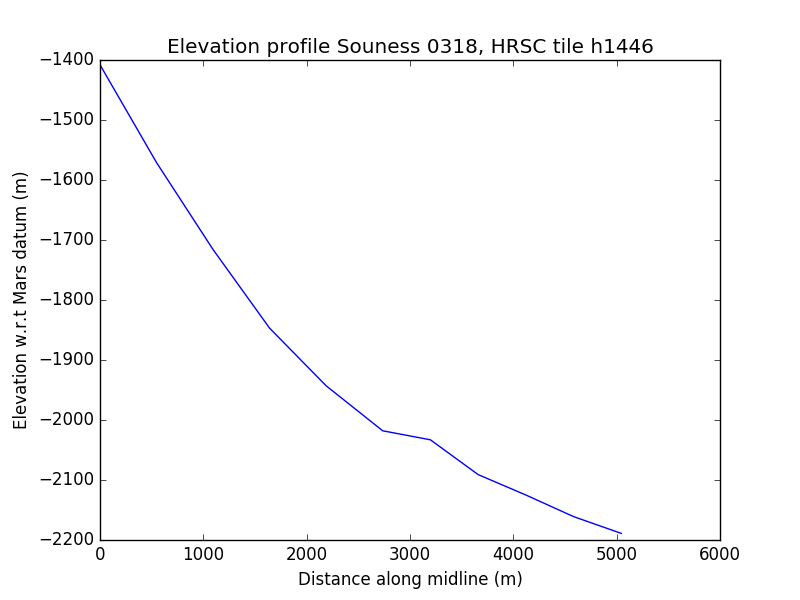 Elevation profile Souness 0318, HRSC tile h1446
−1400
−1500
−1600
−1700
−1800
−1900
−2000
−2100
−2200
Elevation w.r.t Mars datum (m)
0 1000 2000 3000 4000 5000 6000
Distance along midline (m)